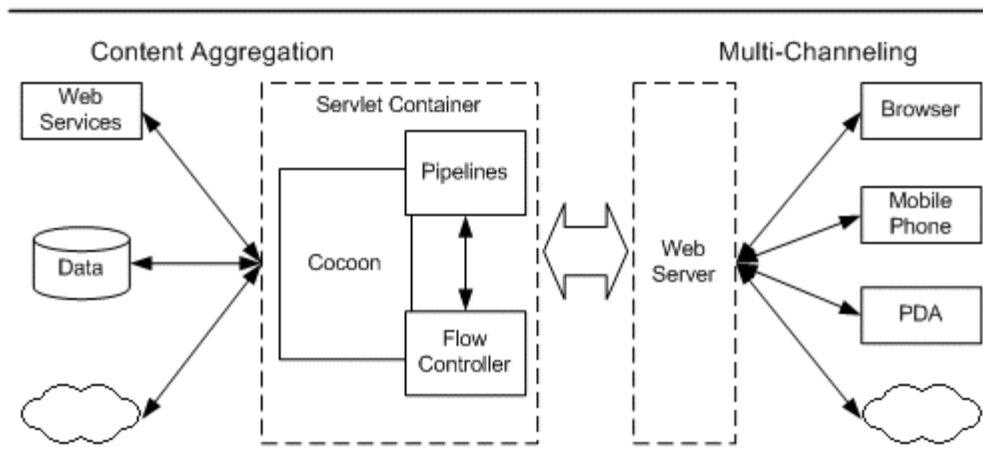 Content Aggregation
Multi-Channeling
Web
Services
Data
Servlet Container
Pipelines
Cocoon
Flow
Controller
Web
Server
Browser
Mobile
Phone
PDA